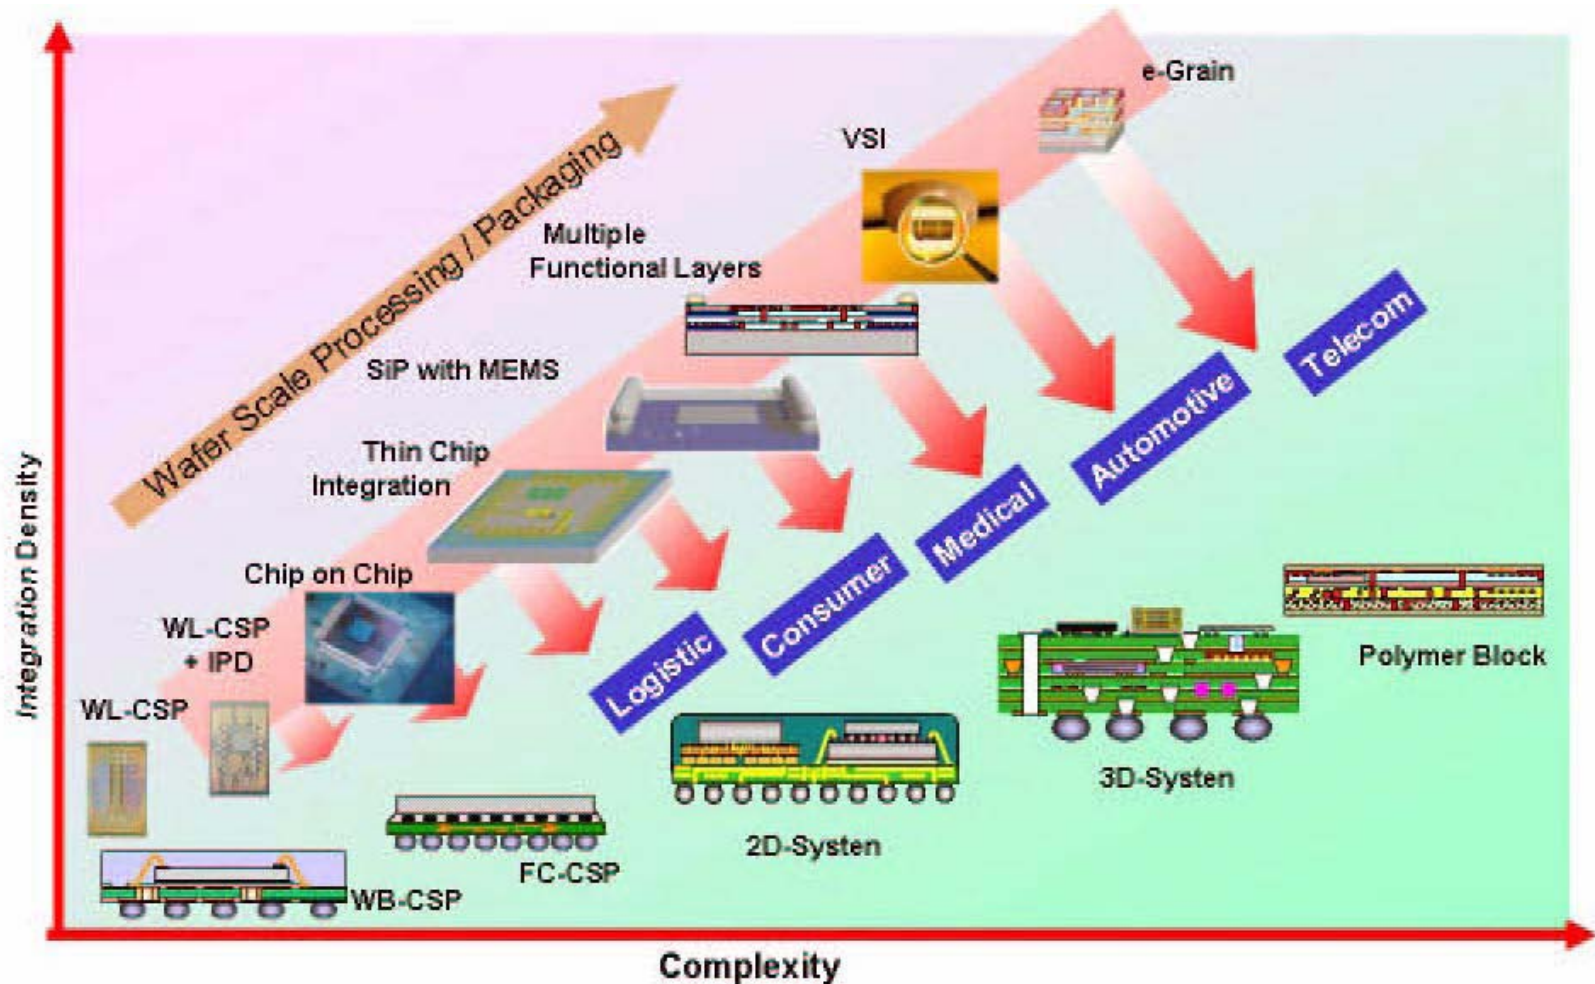 e-Grain
VSI
Wafer Scale Processing / Packaging
Multiple
Functional Layers
Telecom
SiP with MEMS
Automotive
Thin Chip
Integration
Medical
Chip on Chip
Consumer
WL-CSP
+ IPD
Logistic
Polymer Block
WL-CSP
3D-Systen
2D-Systen
FC-CSP
WB-CSP
Integration Density
Complexity